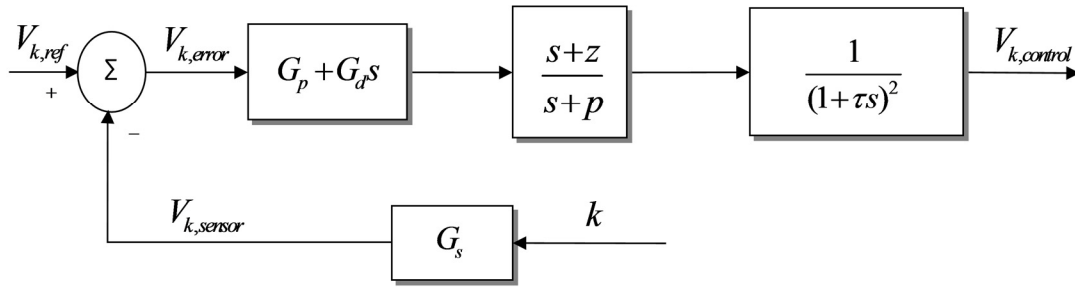 V_{k,ref}
+
Σ
−
V_{k,error}
G_p + G_d s
s+z
s+p
1
(1+τs)^2
V_{k,control}
V_{k,sensor}
G_s
k